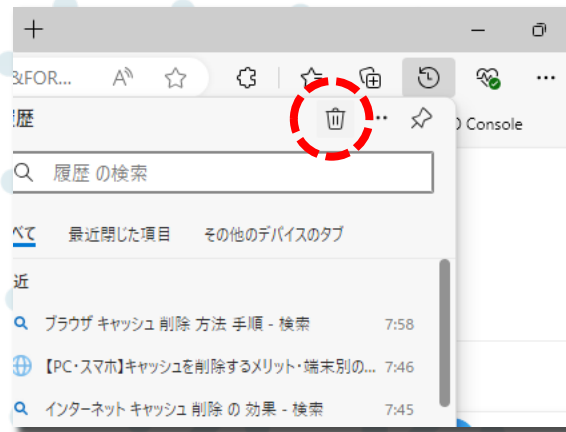 &FOR...
歴
Console
履歴 の検索
べて 最近閉じた項目 その他のデバイスのタブ
近
ブラウザ キャッシュ 削除 方法 手順 - 検索 7:58
【PC・スマホ】キャッシュを削除するメリット・端末別の... 7:46
インターネット キャッシュ 削除 の 効果 - 検索 7:45